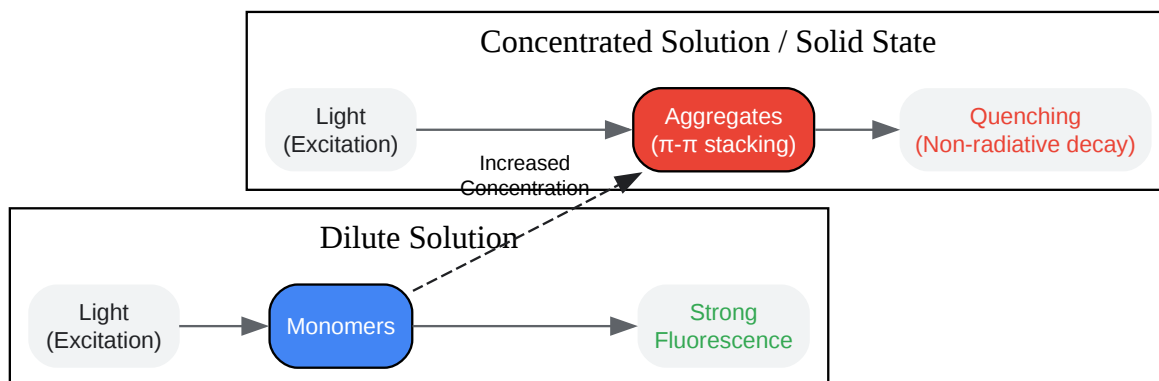 Concentrated Solution / Solid State
Light
(Excitation)
Aggregates
(π-π stacking)
Quenching
(Non-radiative decay)
Increased
Concentration
Dilute Solution
Light
(Excitation)
Monomers
Strong
Fluorescence